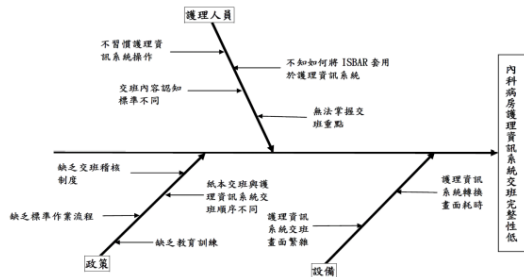 護理人員
不習慣護理資
訊系統操作
不知如何將 ISBAR 套用
於護理資訊系統
交班內容認知
標準不同
無法掌握交
班重點
內科病房護理資訊系統交班完整性低
缺乏交班稽核
制度
紙本交班與護
理資訊系統交
班順序不同
護理資訊
系統轉換
畫面耗時
缺乏標準作業流程
護理資訊
系統交班
畫面繁雜
缺乏教育訓練
政策
設備